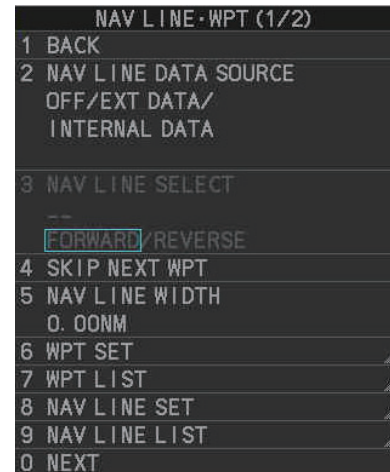 NAV LINE·WPT (1/2)
1 BACK
2 NAV LINE DATA SOURCE
OFF/EXT DATA/
INTERNAL DATA
3 NAV LINE SELECT
--
FORWARD/REVERSE
4 SKIP NEXT WPT
5 NAV LINE WIDTH
0.00NM
6 WPT SET
7 WPT LIST
8 NAV LINE SET
9 NAV LINE LIST
0 NEXT